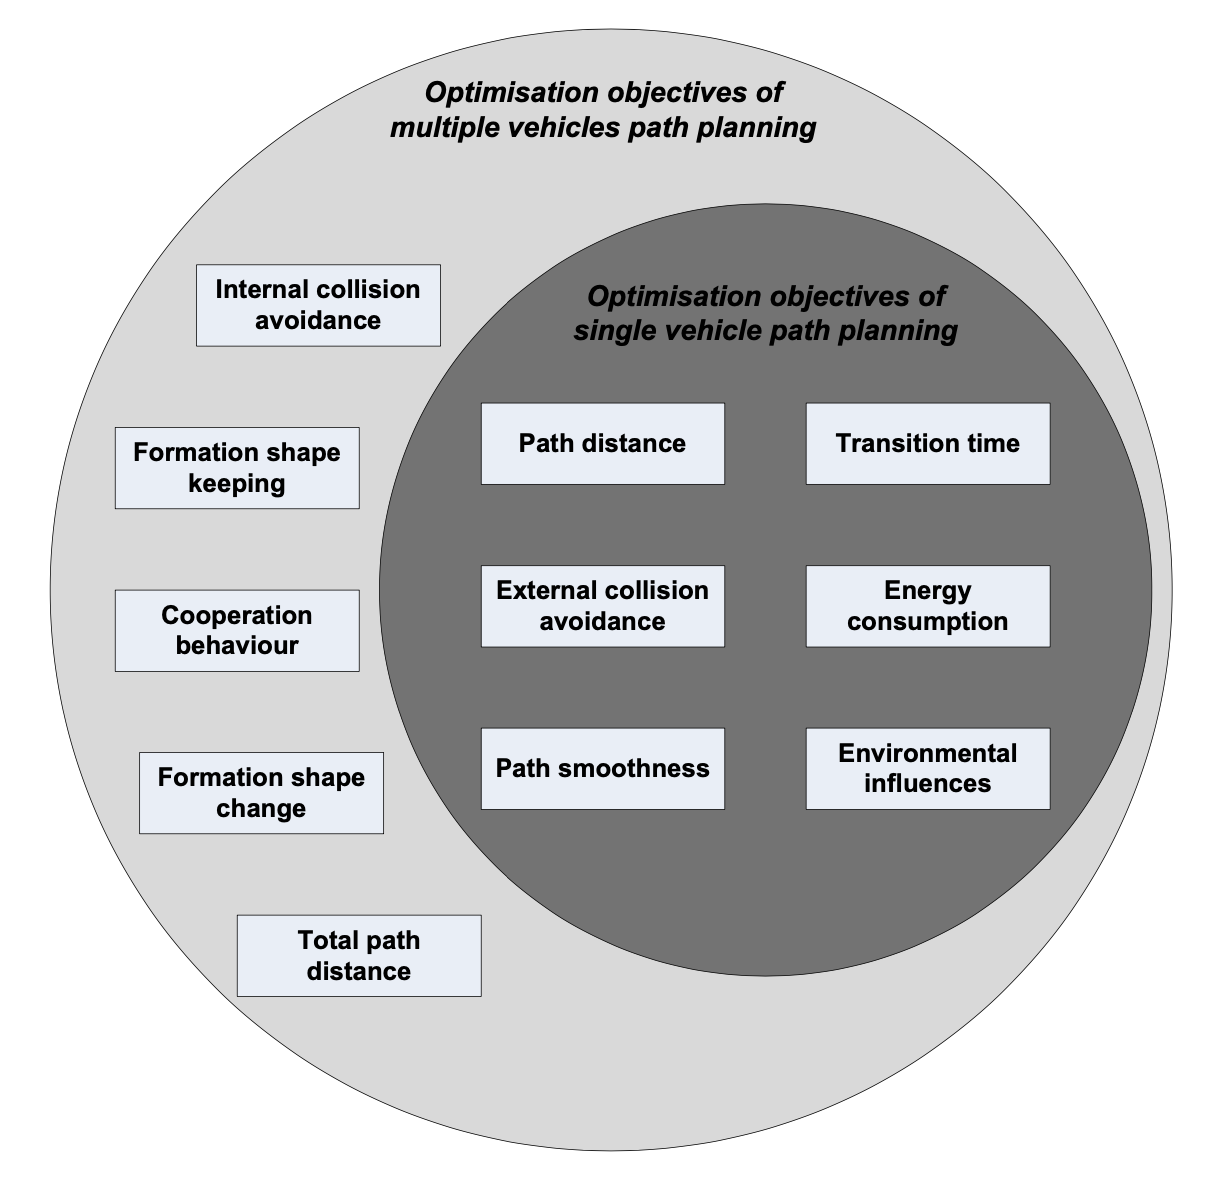 Optimisation objectives of
multiple vehicles path planning
Internal collision
avoidance
Formation shape
keeping
Cooperation
behaviour
Formation shape
change
Total path
distance
Optimisation objectives of
single vehicle path planning
Path distance
Transition time
External collision
avoidance
Energy
consumption
Path smoothness
Environmental
influences